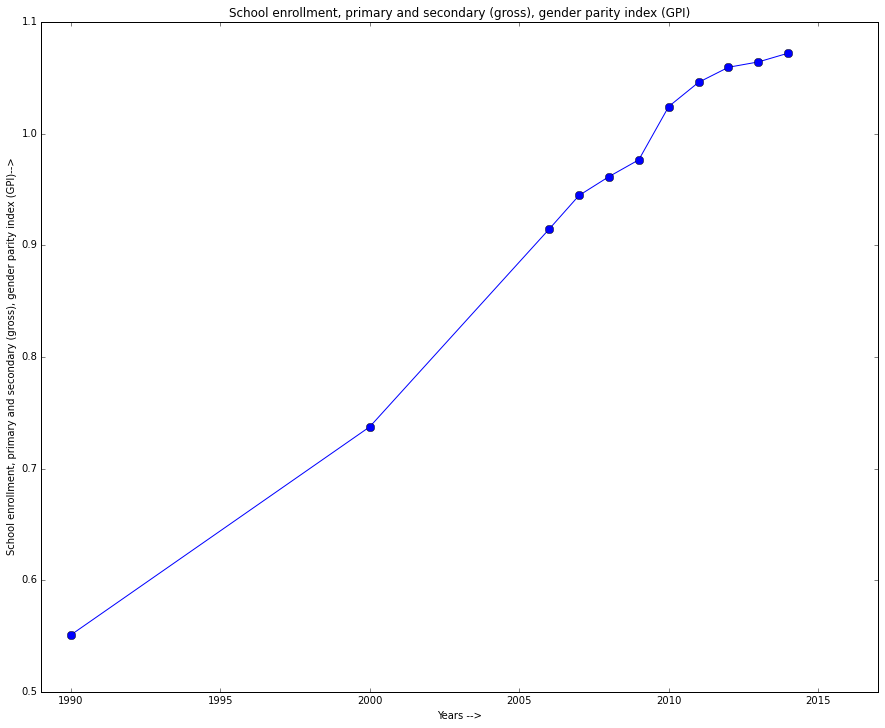 School enrollment, primary and secondary (gross), gender parity index (GPI)
School enrollment, primary and secondary (gross), gender parity index (GPI)-->
1.1
1.0
0.9
0.8
0.7
0.6
0.5
1990 1995 2000 2005 2010 2015
Years -->